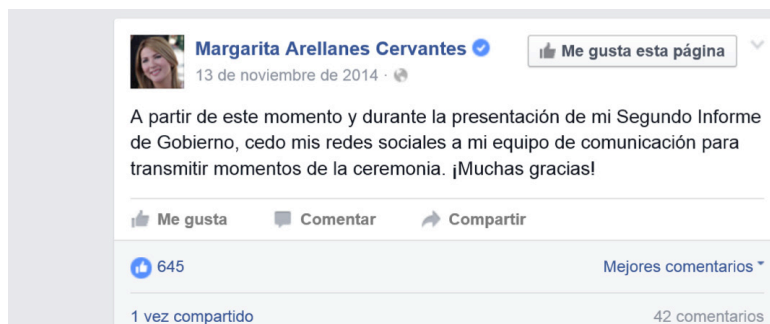 Margarita Arellanes Cervantes
Me gusta esta página
13 de noviembre de 2014 ·
A partir de este momento y durante la presentación de mi Segundo Informe
de Gobierno, cedo mis redes sociales a mi equipo de comunicación para
transmitir momentos de la ceremonia. ¡Muchas gracias!
Me gusta Comentar Compartir
645 Mejores comentarios
1 vez compartido 42 comentarios